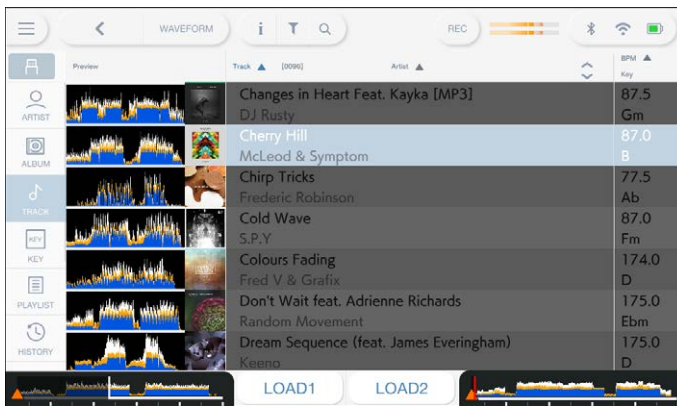 WAVEFORM
i
REC
Preview
Track [0096] Artist
BPM
Key
ARTIST
ALBUM
TRACK
KEY
KEY
PLAYLIST
HISTORY
Changes in Heart Feat. Kayka [MP3]
DJ Rusty
87.5
Gm
Cherry Hill
McLeod & Symptom
87.0
B
Chirp Tricks
Frederic Robinson
77.5
Ab
Cold Wave
S.P.Y
87.0
Fm
Colours Fading
Fred V & Grafix
174.0
D
Don't Wait feat. Adrienne Richards
Random Movement
175.0
Ebm
Dream Sequence (feat. James Everingham)
Keeno
175.0
D
LOAD1
LOAD2